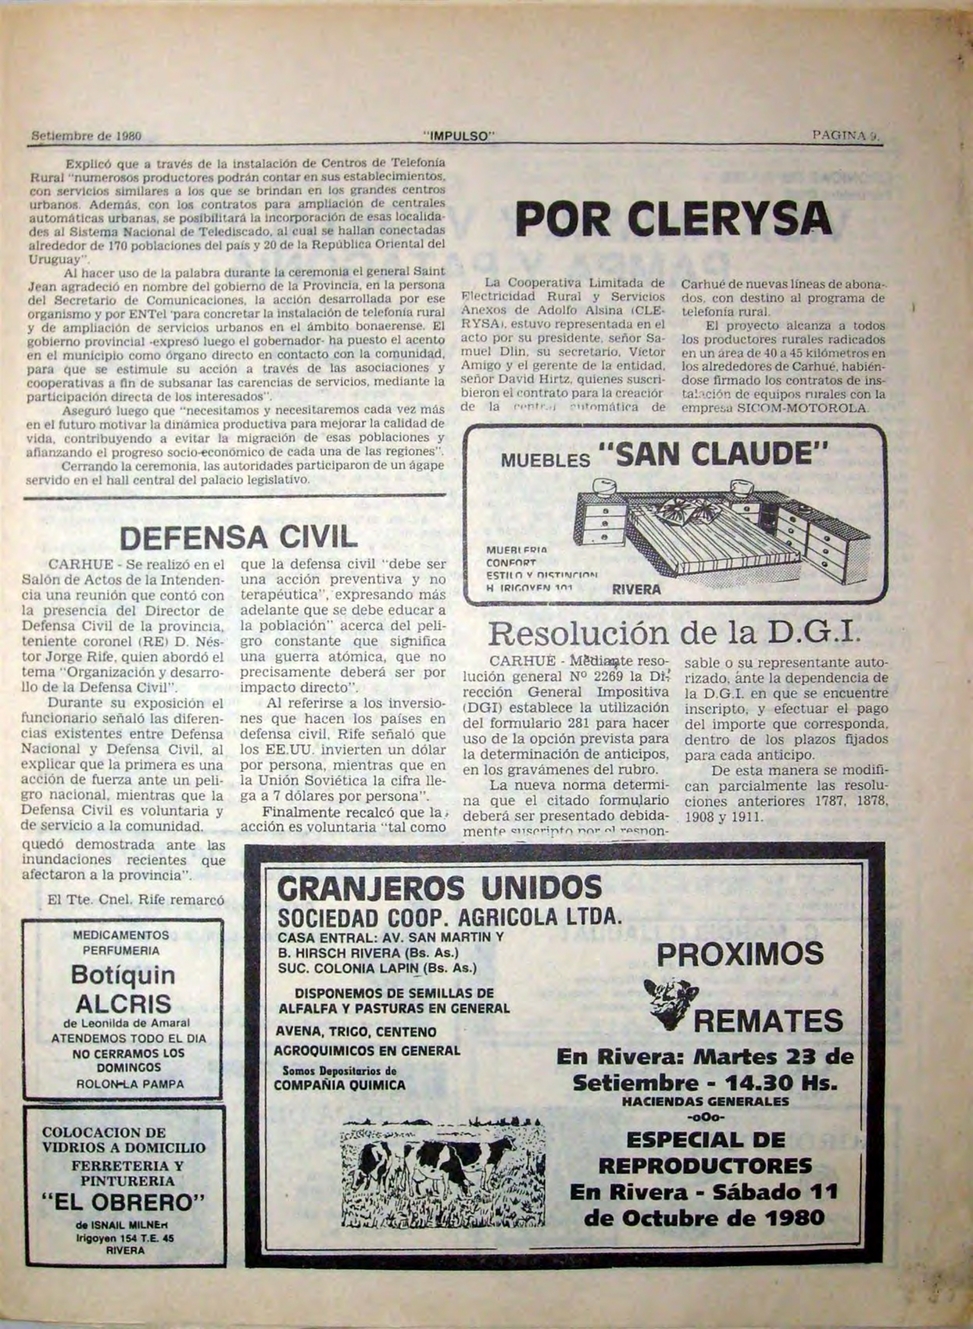 Setiembre de 1980
"IMPULSO"
PAGINA 9.
Explicó que a través de la instalación de Centros de Telefonía
Rural "numerosos productores podrán contar en sus establecimientos,
con servicios similares a los que se brindan en los grandes centros
urbanos. Además, con los contratos para ampliación de centrales
automáticas urbanas, se posibilitará la incorporación de esas localida-
des al Sistema Nacional de Telediscado, al cual se hallan conectadas
alrededor de 170 poblaciones del país y 20 de la República Oriental del
Uruguay".
Al hacer uso de la palabra durante la ceremonia el general Saint
Jean agradeció en nombre del gobierno de la Provincia, en la persona
del Secretario de Comunicaciones, la acción desarrollada por ese
organismo y por ENTel "para concretar la instalación de telefonía rural
y de ampliación de servicios urbanos en el ámbito bonaerense. El
gobierno provincial -expresó luego el gobernador- ha puesto el acento
en el municipio como órgano directo en contacto con la comunidad,
para que se estimule su acción a través de las asociaciones y
cooperativas a fin de subsanar las carencias de servicios, mediante la
participación directa de los interesados".
Aseguró luego que "necesitamos y necesitaremos cada vez más
en el futuro motivar la dinámica productiva para mejorar la calidad de
vida, contribuyendo a evitar la migración de esas poblaciones y
afianzando el progreso socio-económico de cada una de las regiones".
Cerrando la ceremonia, las autoridades participaron de un ágape
servido en el hall central del palacio legislativo.
POR CLERYSA
La Cooperativa Limitada de
Electricidad Rural y Servicios
Anexos de Adolfo Alsina (CLE-
RYSA), estuvo representada en el
acto por su presidente, señor Sa-
muel Dlin, su secretario, Víctor
Amigo y el gerente de la entidad,
señor David Hirtz, quienes suscri-
bieron el contrato para la creación
de la central automática de
Carhué de nuevas líneas de abona-
dos, con destino al programa de
telefonía rural.
El proyecto alcanza a todos
los productores rurales radicados
en un área de 40 a 45 kilómetros en
los alrededores de Carhué, habién-
dose firmado los contratos de ins-
talación de equipos rurales con la
empresa SICOM-MOTOROLA.
MUEBLES "SAN CLAUDE"
MUEBLERIA
CONFORT
ESTILO Y DISTINCION
H. IRIGOYEN 101 RIVERA
DEFENSA CIVIL
CARHUE - Se realizó en el
Salón de Actos de la Intenden-
cia una reunión que contó con
la presencia del Director de
Defensa Civil de la provincia,
teniente coronel (RE) D. Nés-
tor Jorge Rife, quien abordó el
tema "Organización y desarro-
llo de la Defensa Civil".
Durante su exposición el
funcionario señaló las diferen-
cias existentes entre Defensa
Nacional y Defensa Civil, al
explicar que la primera es una
acción de fuerza ante un peli-
gro nacional, mientras que la
Defensa Civil es voluntaria y
de servicio a la comunidad.
quedó demostrada ante las
inundaciones recientes que
afectaron a la provincia".
El Tte. Cnel. Rife remarcó
que la defensa civil "debe ser
una acción preventiva y no
terapéutica", expresando más
adelante que se debe educar a
la población" acerca del peli-
gro constante que significa
una guerra atómica, que no
precisamente deberá ser por
impacto directo".
Al referirse a los inversio-
nes que hacen los países en
defensa civil, Rife señaló que
los EE.UU. invierten un dólar
por persona, mientras que en
la Unión Soviética la cifra lle-
ga a 7 dólares por persona".
Finalmente recalcó que la
acción es voluntaria "tal como
Resolución de la D.G.I.
CARHUE - Mediante reso-
lución general Nº 2269 la Di-
rección General Impositiva
(DGI) establece la utilización
del formulario 281 para hacer
uso de la opción prevista para
la determinación de anticipos,
en los gravámenes del rubro.
La nueva norma determi-
na que el citado formulario
deberá ser presentado debida-
mente suscripto por el respon-
sable o su representante auto-
rizado, ante la dependencia de
la D.G.I. en que se encuentre
inscripto, y efectuar el pago
del importe que corresponda,
dentro de los plazos fijados
para cada anticipo.
De esta manera se modifi-
can parcialmente las resolu-
ciones anteriores 1787, 1878,
1908 y 1911.
MEDICAMENTOS
PERFUMERIA
Botíquin
ALCRIS
de Leonilda de Amaral
ATENDEMOS TODO EL DIA
NO CERRAMOS LOS
DOMINGOS
ROLON-LA PAMPA
COLOCACION DE
VIDRIOS A DOMICILIO
FERRETERIA Y
PINTURERIA
"EL OBRERO"
de ISNAIL MILNER
Irigoyen 154 T.E. 45
RIVERA
GRANJEROS UNIDOS
SOCIEDAD COOP. AGRICOLA LTDA.
CASA ENTRAL: AV. SAN MARTIN Y
B. HIRSCH RIVERA (Bs. As.)
SUC. COLONIA LAPIN (Bs. As.)
DISPONEMOS DE SEMILLAS DE
ALFALFA Y PASTURAS EN GENERAL
AVENA, TRIGO, CENTENO
AGROQUIMICOS EN GENERAL
Somos Depositarios de
COMPAÑIA QUIMICA
PROXIMOS
REMATES
En Rivera: Martes 23 de
Setiembre - 14.30 Hs.
HACIENDAS GENERALES
-oOo-
ESPECIAL DE
REPRODUCTORES
En Rivera - Sábado 11
de Octubre de 1980